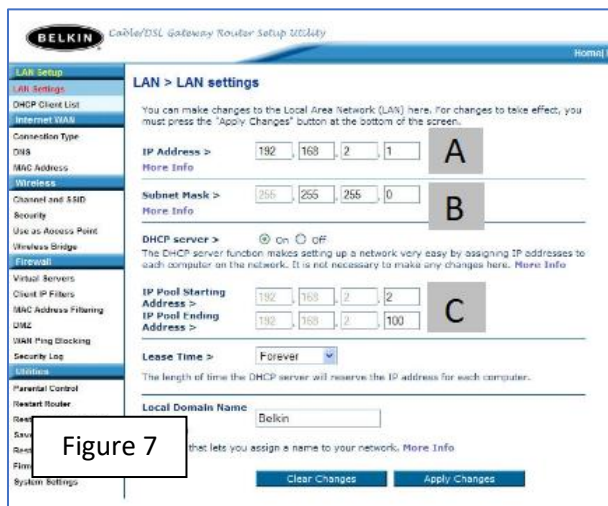 BELKIN Cable/DSL Gateway Router Setup Utility
Home|
LAN Setup
LAN Settings
DHCP Client List
Internet WAN
Connection Type
DNS
MAC Address
Wireless
Channel and SSID
Security
Use as Access Point
Wireless Bridge
Firewall
Virtual Servers
Client IP Filters
MAC Address Filtering
DMZ
WAN Ping Blocking
Security Log
Utilities
Parental Control
Restart Router
System Settings
LAN > LAN settings
You can make changes to the Local Area Network (LAN) here. For changes to take effect, you
must press the "Apply Changes" button at the bottom of the screen.
IP Address > 192 . 168 . 2 . 1 A
More Info
Subnet Mask > 255 . 255 . 255 . 0 B
More Info
DHCP server > On Off
The DHCP server function makes setting up a network very easy by assigning IP addresses to
each computer on the network. It is not necessary to make any changes here. More Info
IP Pool Starting
Address > 192 . 168 . 2 . 2
IP Pool Ending
Address > 192 . 168 . 2 . 100
C
Lease Time > Forever
The length of time the DHCP server will reserve the IP address for each computer.
Local Domain Name
Belkin
that lets you assign a name to your network. More Info
Clear Changes Apply Changes
Figure 7